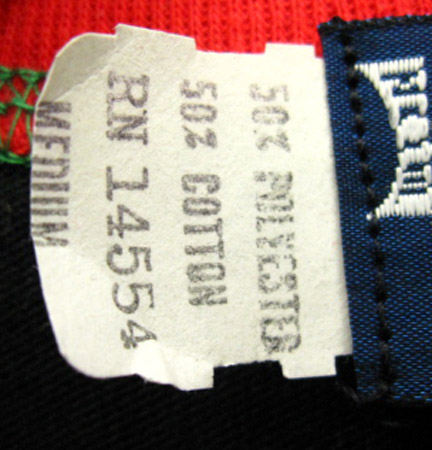 50% POLYESTER
50% COTTON
RN 14554
MEDIUM